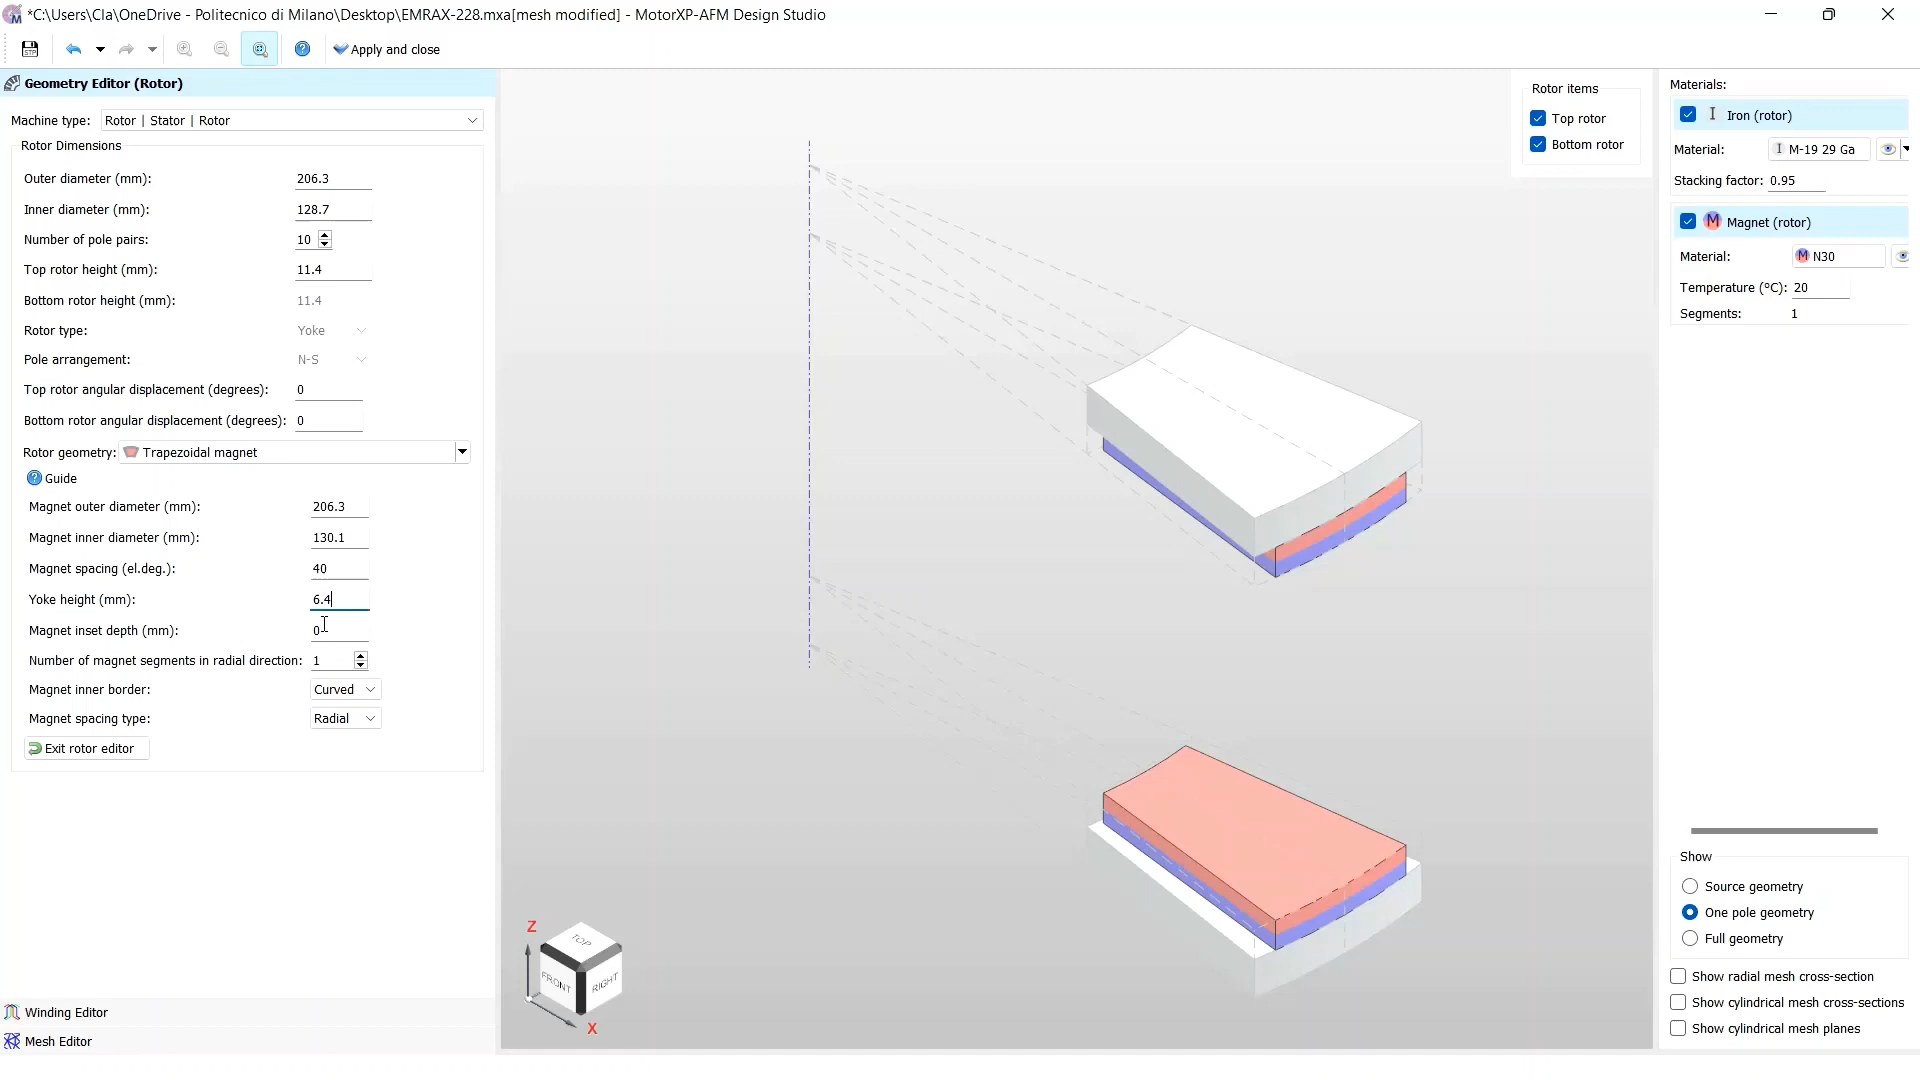 *C:\Users\Cla\OneDrive - Politecnico di Milano\Desktop\EMRAX-228.mxa[mesh modified] - MotorXP-AFM Design Studio
STP
Apply and close
Geometry Editor (Rotor)
Machine type: Rotor | Stator | Rotor
Rotor Dimensions
Outer diameter (mm): 206.3
Inner diameter (mm): 128.7
Number of pole pairs: 10
Top rotor height (mm): 11.4
Bottom rotor height (mm): 11.4
Rotor type: Yoke
Pole arrangement: N-S
Top rotor angular displacement (degrees): 0
Bottom rotor angular displacement (degrees): 0
Rotor geometry: Trapezoidal magnet
Guide
Magnet outer diameter (mm): 206.3
Magnet inner diameter (mm): 130.1
Magnet spacing (el.deg.): 40
Yoke height (mm): 6.4
Magnet inset depth (mm): 0
Number of magnet segments in radial direction: 1
Magnet inner border: Curved
Magnet spacing type: Radial
Exit rotor editor
Winding Editor
Mesh Editor
Z
TOP
FRONT
RIGHT
X
Rotor items
Top rotor
Bottom rotor
Materials:
I Iron (rotor)
Material: I M-19 29 Ga
Stacking factor: 0.95
M Magnet (rotor)
Material: M N30
Temperature (°C): 20
Segments: 1
Show
Source geometry
One pole geometry
Full geometry
Show radial mesh cross-section
Show cylindrical mesh cross-sections
Show cylindrical mesh planes